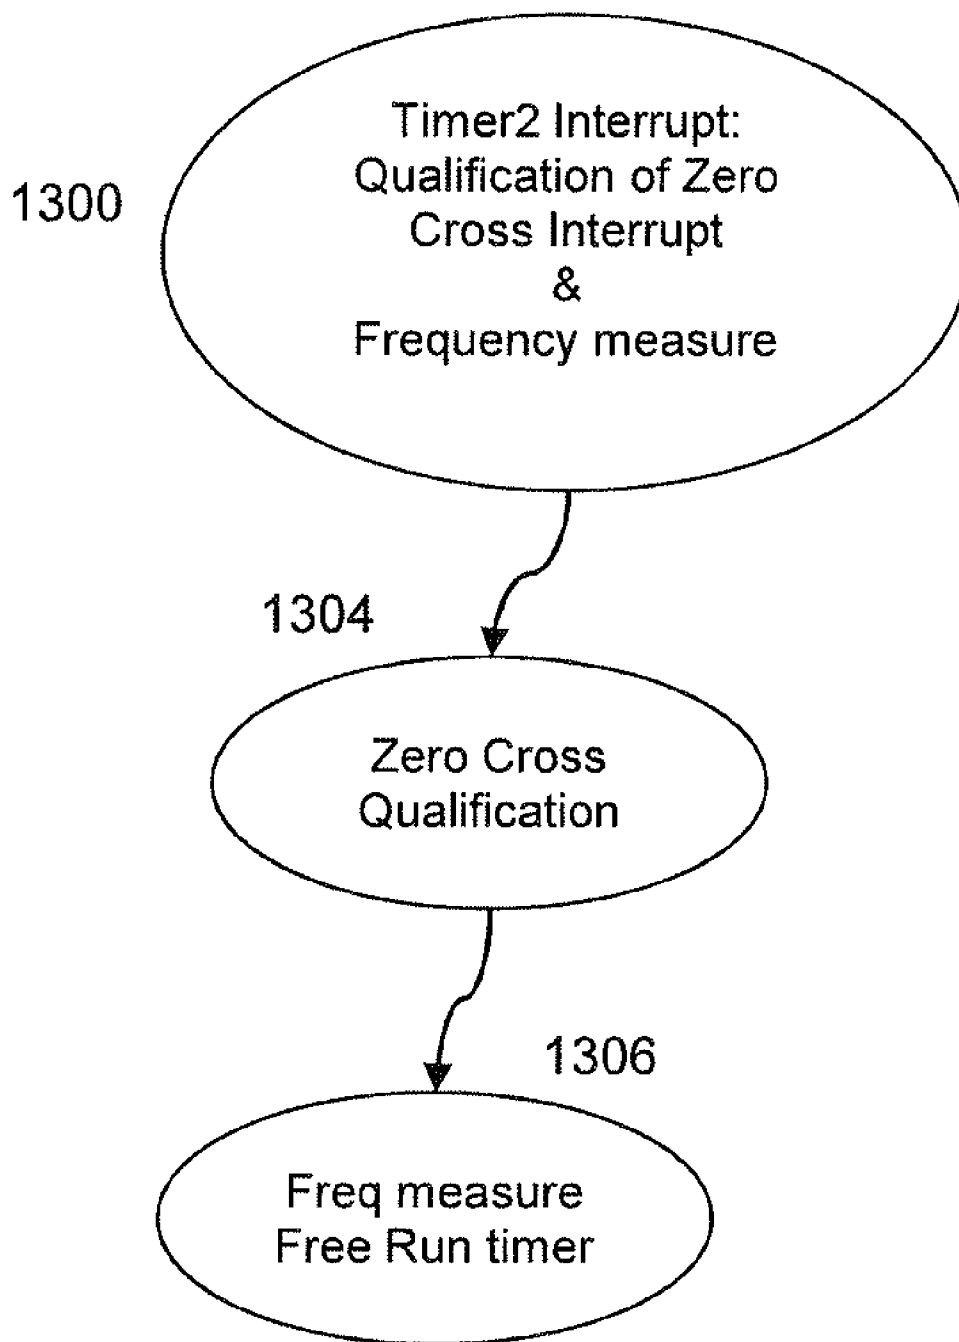 1300
Timer2 Interrupt:
Qualification of Zero
Cross Interrupt
&
Frequency measure
1304
Zero Cross
Qualification
1306
Freq measure
Free Run timer